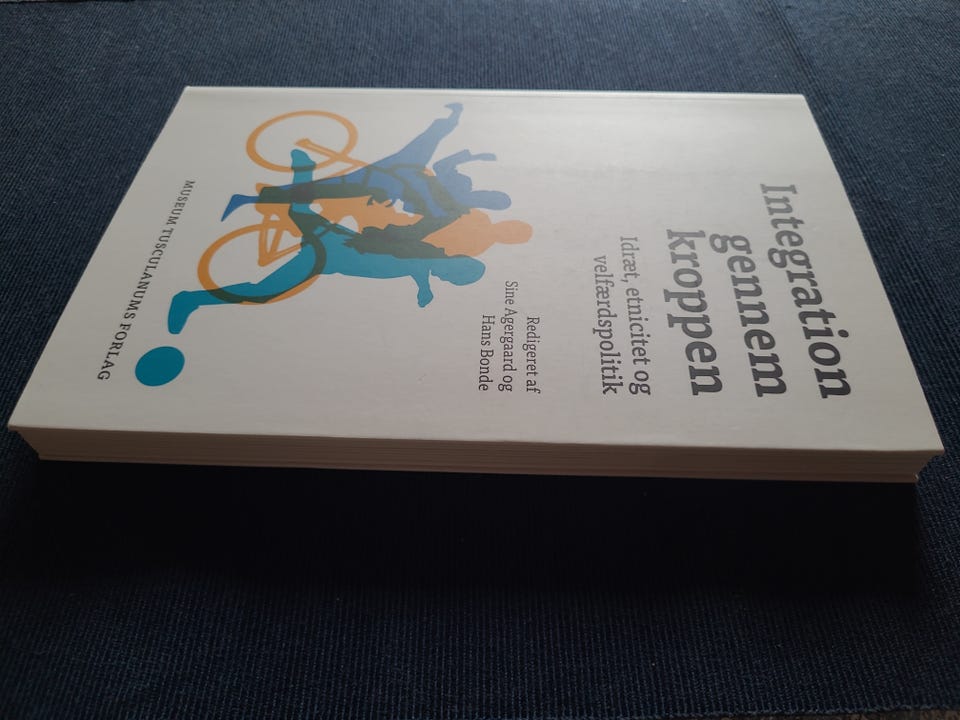 Integration
gennem
kroppen
Idræt, etnicitet og
velfærdspolitik
Redigeret af
Sine Agergaard og
Hans Bonde
MUSEUM TUSCULANUMS FORLAG